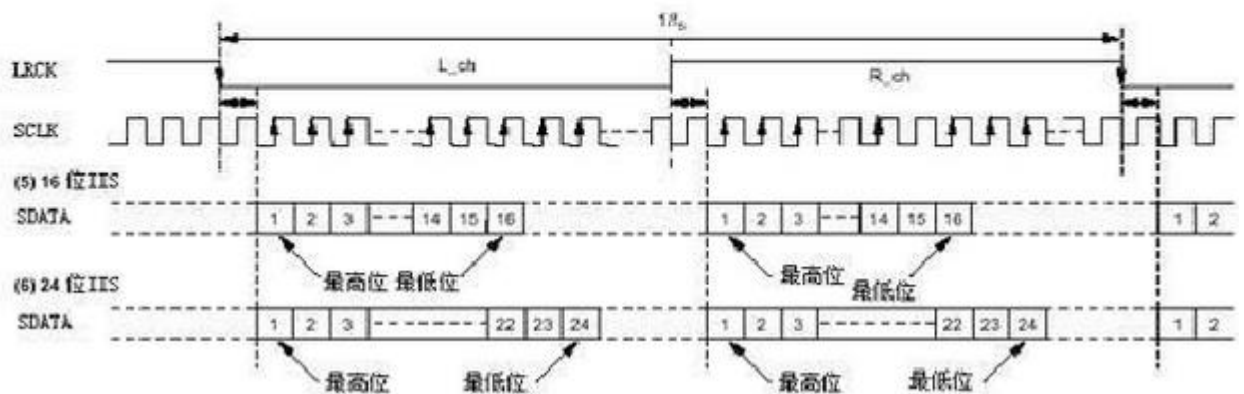 1/fs
LRCK L_ch R_ch
SCLK
(5) 16 位IIS
SDATA 1 2 3 14 15 16 1 2 3 14 15 16 1 2
最高位 最低位 最高位 最低位
(6) 24 位IIS
SDATA 1 2 3 22 23 24 1 2 3 22 23 24 1 2
最高位 最低位 最高位 最低位